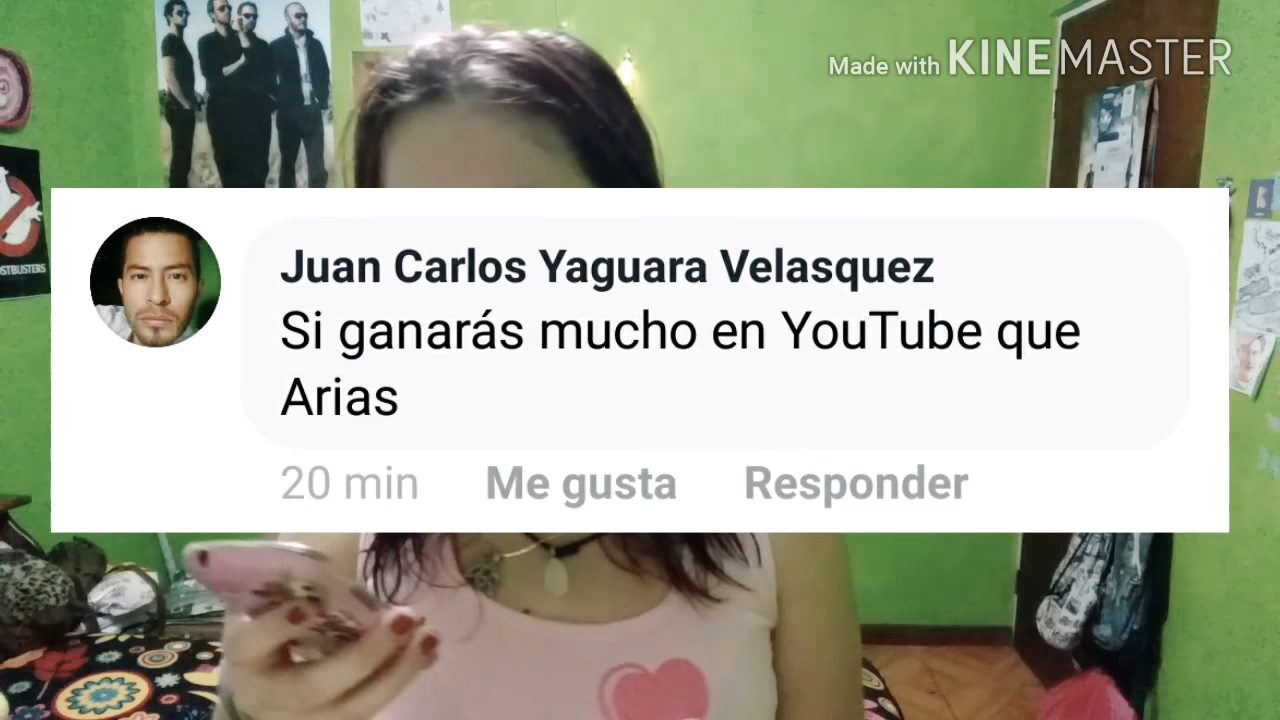 Made with KINEMASTER
STBUSTERS
Juan Carlos Yaguara Velasquez
Si ganarás mucho en YouTube que
Arias
20 min Me gusta Responder